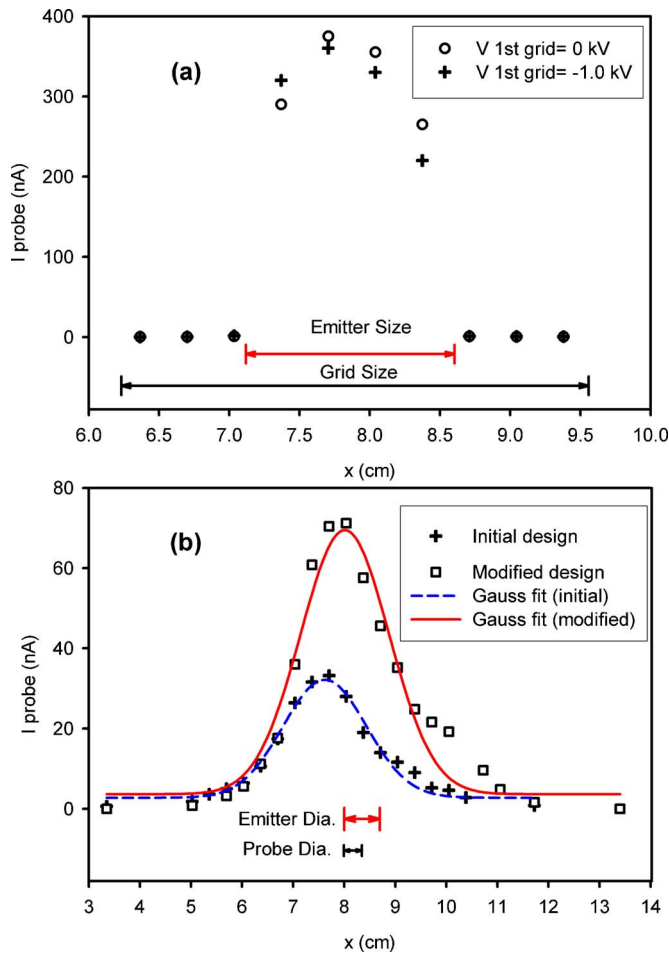 400
300
200
100
0
I probe (nA)
(a)
V 1st grid= 0 kV
V 1st grid= -1.0 kV
Emitter Size
Grid Size
6.0 6.5 7.0 7.5 8.0 8.5 9.0 9.5 10.0
x (cm)
80
60
40
20
0
I probe (nA)
(b)
Initial design
Modified design
Gauss fit (initial)
Gauss fit (modified)
Emitter Dia.
Probe Dia.
3 4 5 6 7 8 9 10 11 12 13 14
x (cm)